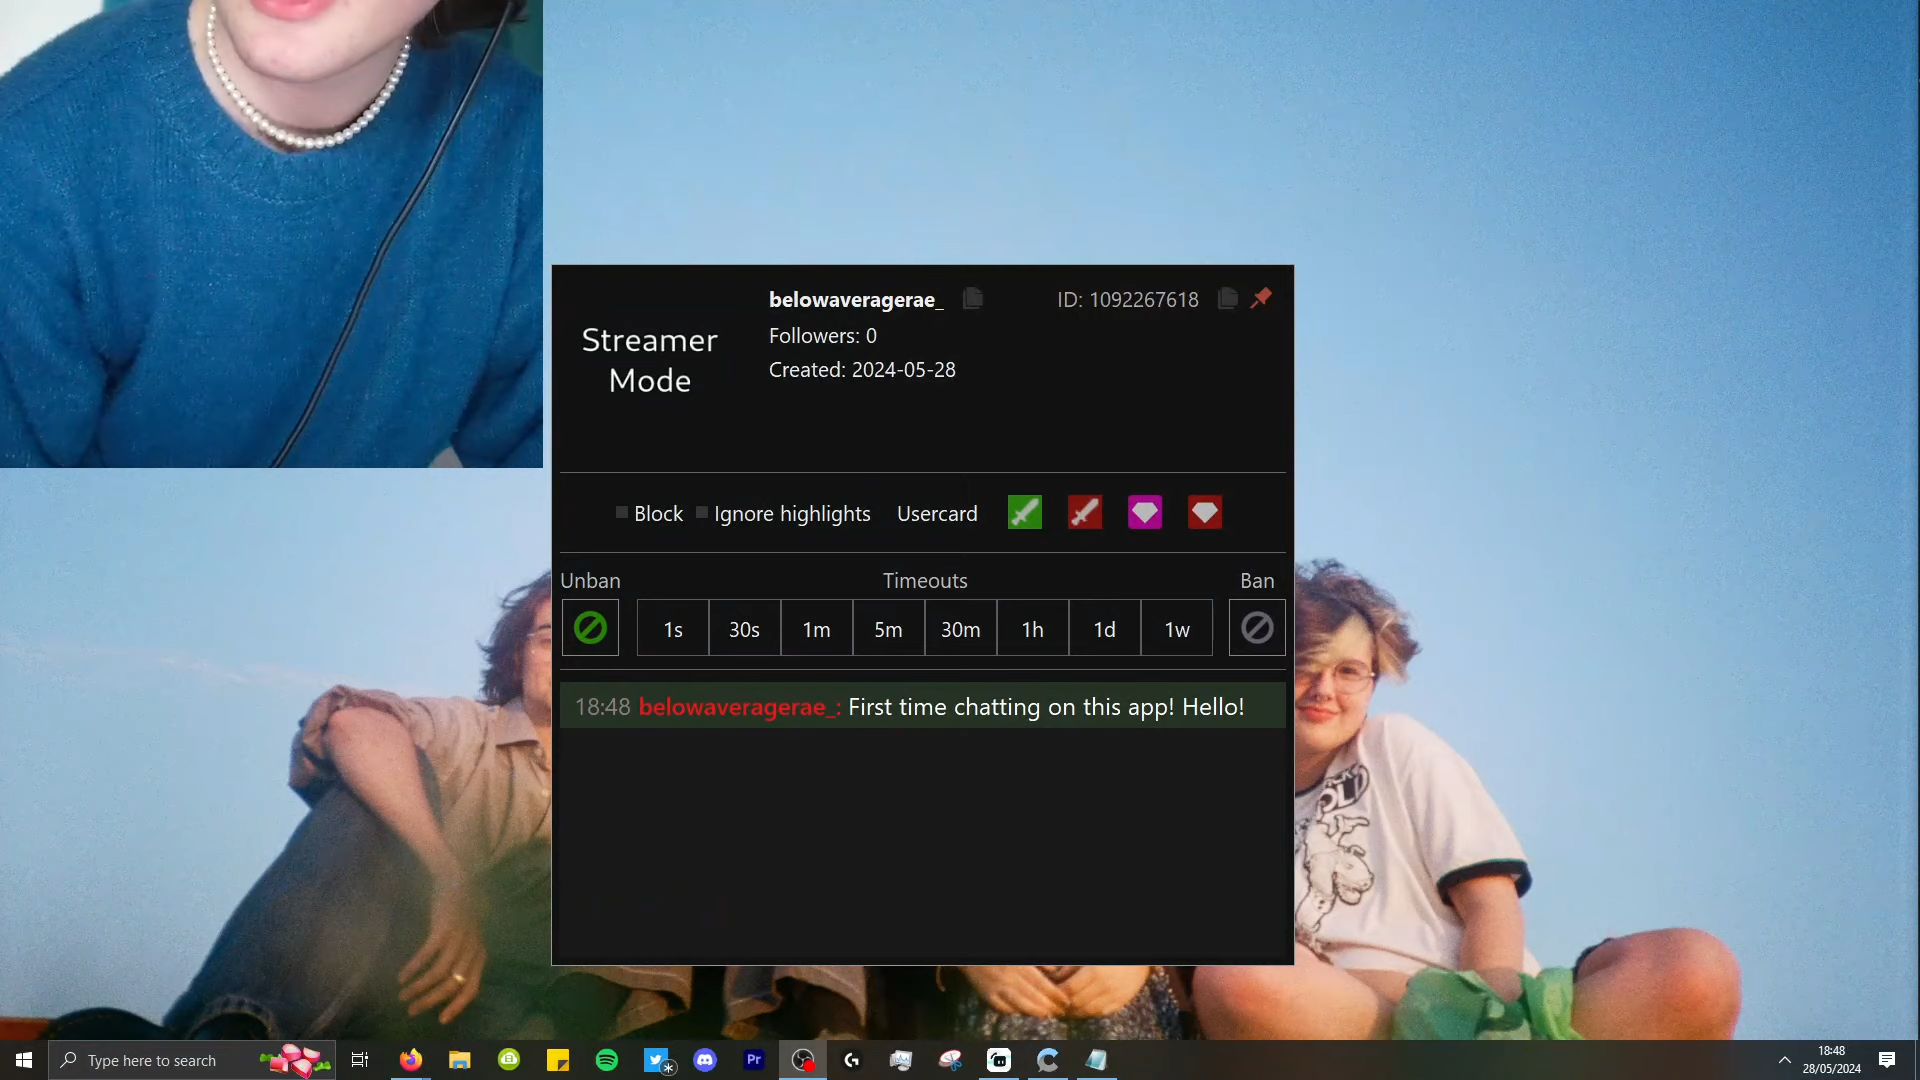 belowaveragerae_
ID: 1092267618
Streamer
Mode
Followers: 0
Created: 2024-05-28
Block
Ignore highlights
Usercard
Unban
Timeouts
Ban
1s
30s
1m
5m
30m
1h
1d
1w
18:48 belowaveragerae_: First time chatting on this app! Hello!
Type here to search
Pr
18:48
28/05/2024